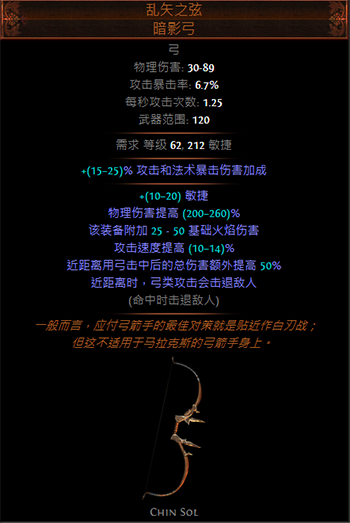 乱矢之弦
暗影弓
弓
物理伤害: 30-89
攻击暴击率: 6.7%
每秒攻击次数: 1.25
武器范围: 120
需求 等级 62, 212 敏捷
+(15–25)% 攻击和法术暴击伤害加成
+(10–20) 敏捷
物理伤害提高 (200–260)%
该装备附加 25 - 50 基础火焰伤害
攻击速度提高 (10–14)%
近距离用弓击中后的总伤害额外提高 50%
近距离时，弓类攻击会击退敌人
(命中时击退敌人)
一般而言，应付弓箭手的最佳对策就是贴近作白刃战；
但这不适用于马拉克斯的弓箭手身上。
CHIN SOL